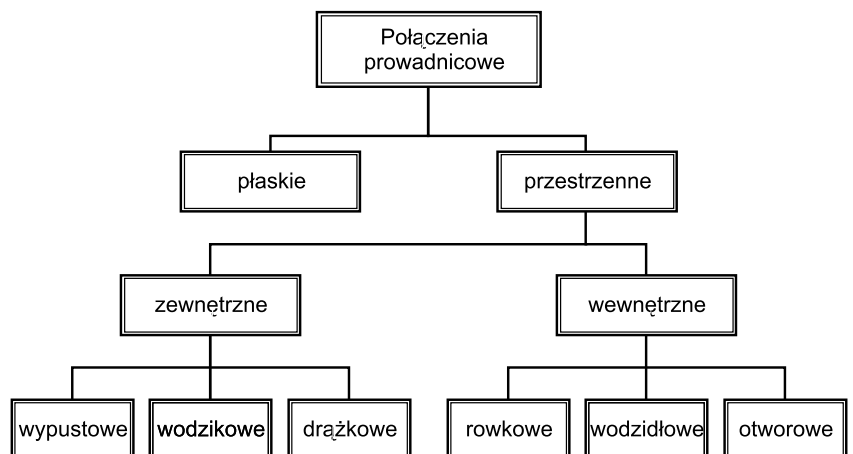 Połączenia
prowadnicowe
płaskie
przestrzenne
zewnętrzne
wewnętrzne
wypustowe
wodzikowe
drążkowe
rowkowe
wodzidłowe
otworowe